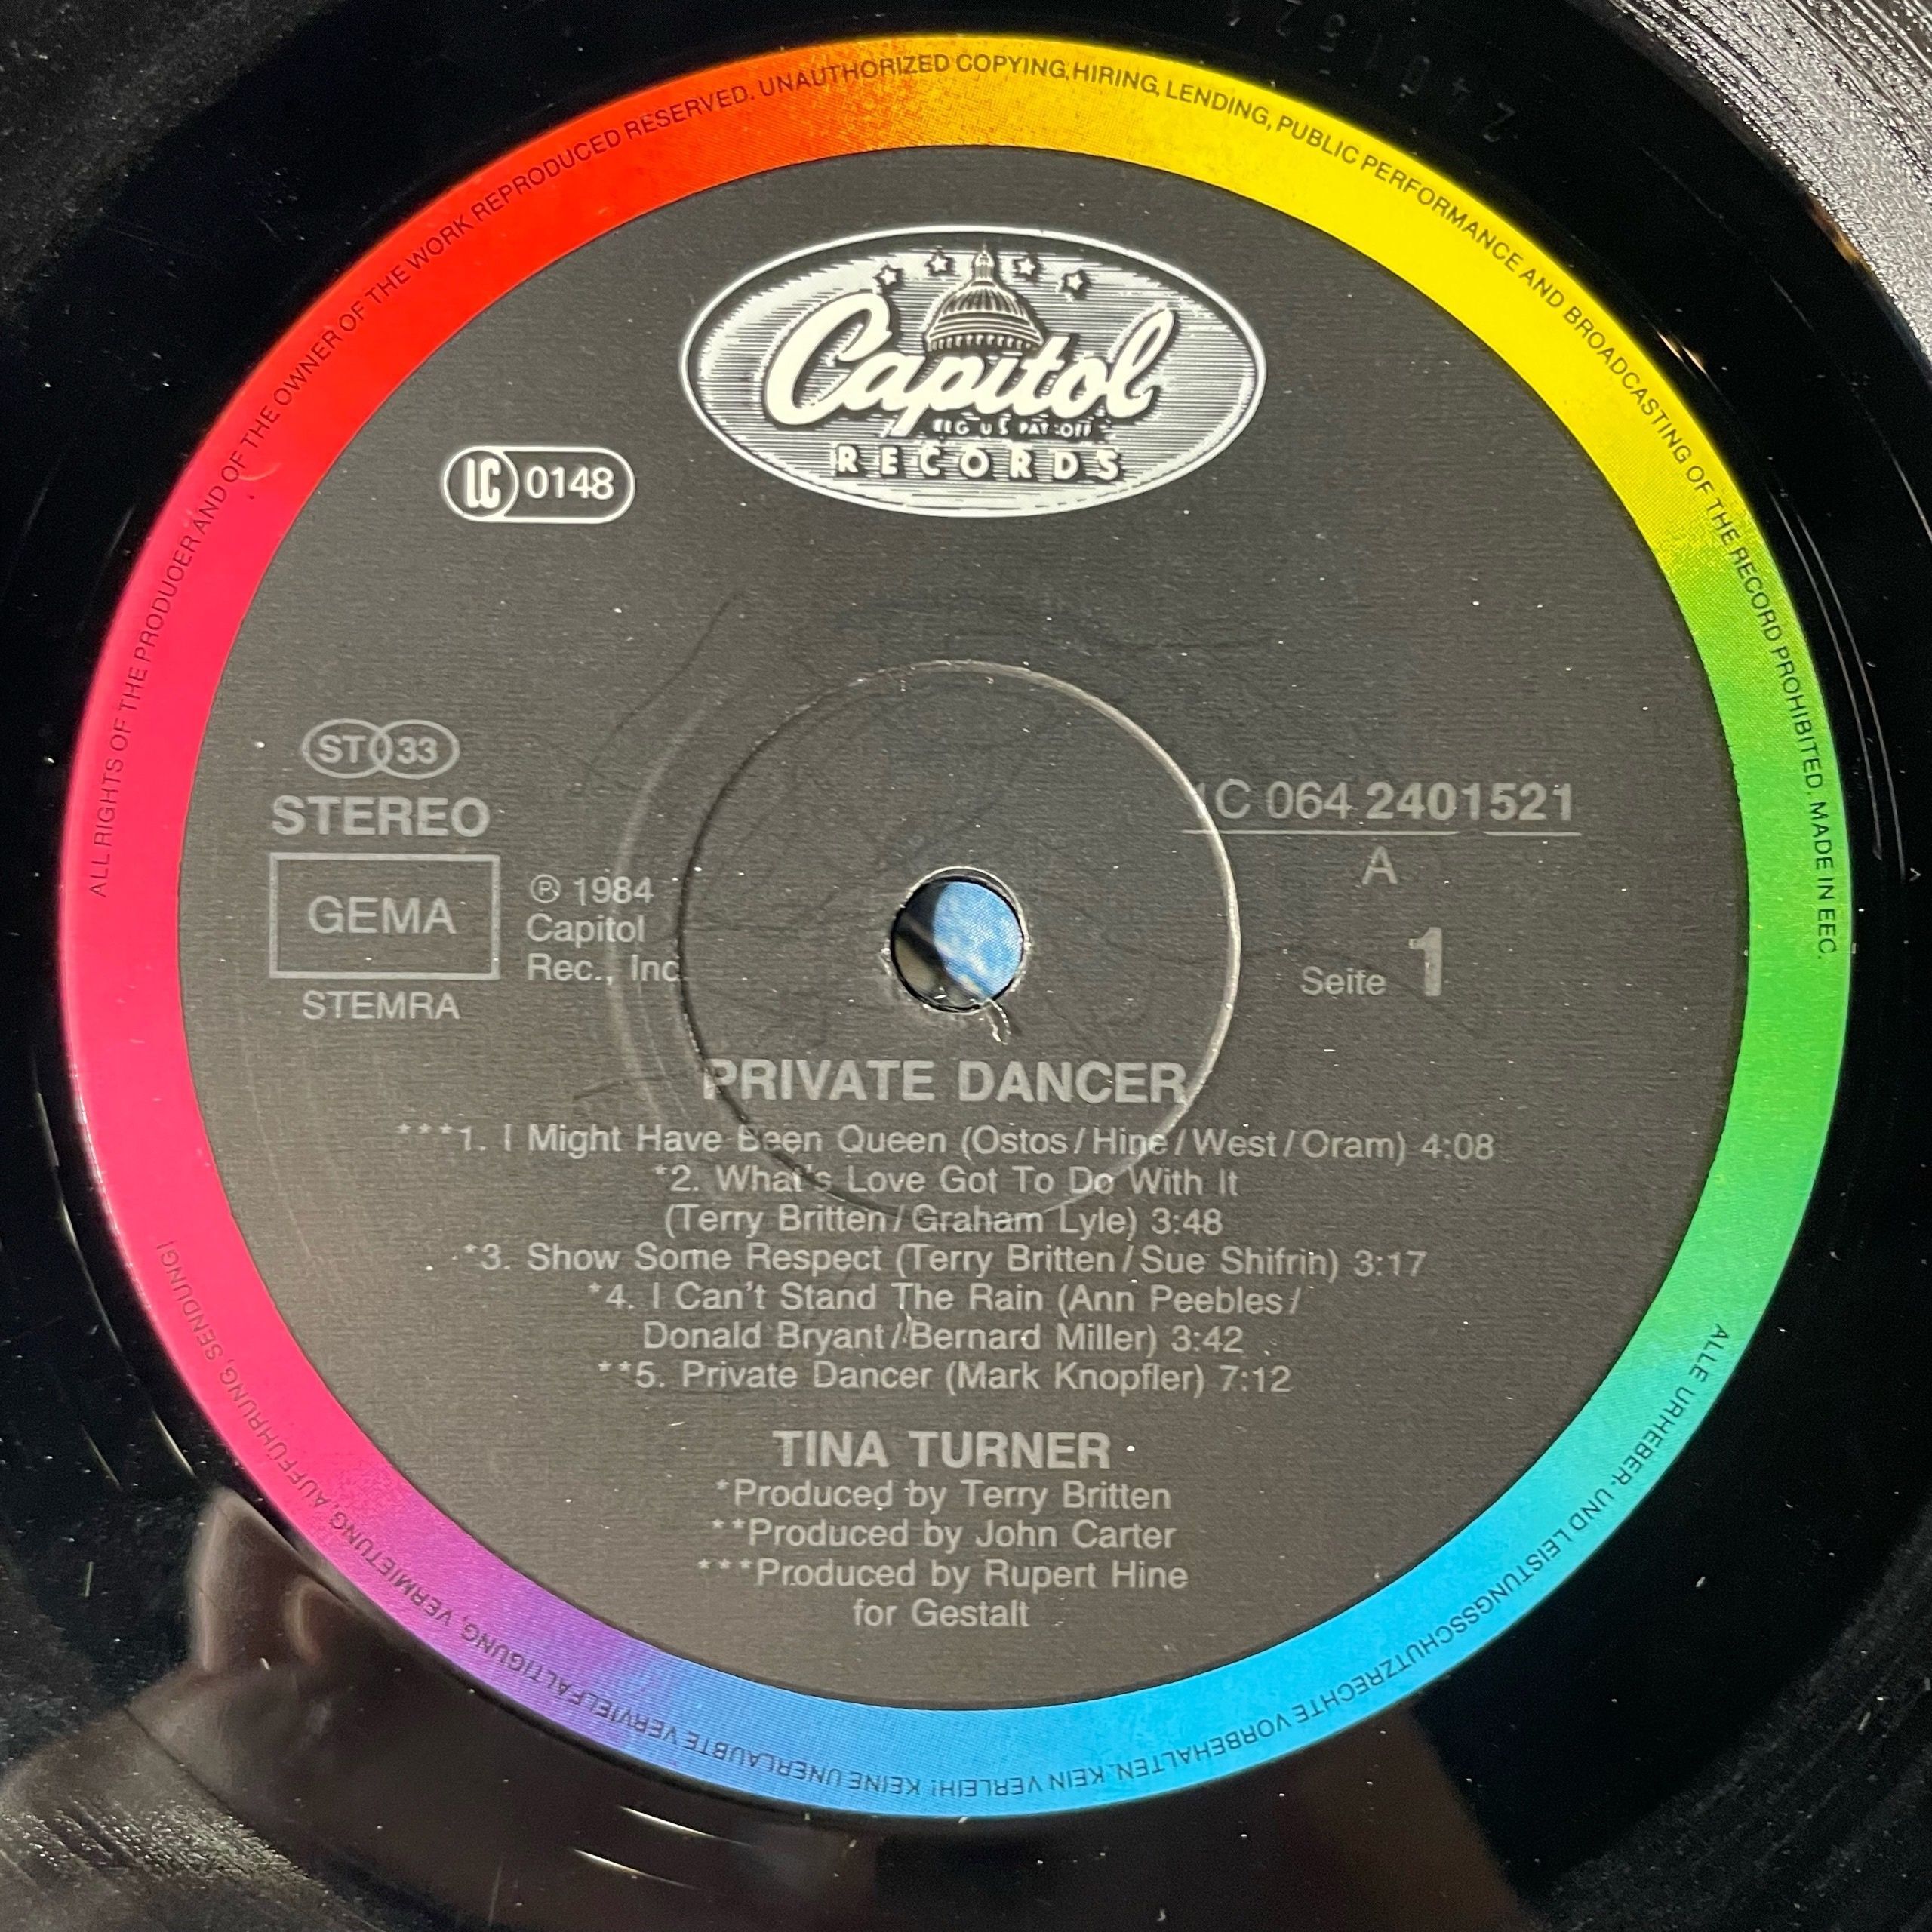 ALL RIGHTS OF THE PRODUCER AND OF THE OWNER OF THE WORK REPRODUCED RESERVED. UNAUTHORIZED COPYING, HIRING, LENDING, PUBLIC PERFORMANCE AND BROADCASTING OF THE RECORD PROHIBITED. MADE IN EEC.
Capitol
REG U.S PAT. OFF
RECORDS
LC 0148
ST 33
STEREO
GEMA
STEMRA
℗ 1984
Capitol
Rec., Inc.
1C 064 2401521
A
Seite 1
PRIVATE DANCER
***1. I Might Have Been Queen (Ostos/Hine/West/Oram) 4:08
*2. What's Love Got To Do With It
(Terry Britten/Graham Lyle) 3:48
*3. Show Some Respect (Terry Britten/Sue Shifrin) 3:17
*4. I Can't Stand The Rain (Ann Peebles/
Donald Bryant/Bernard Miller) 3:42
**5. Private Dancer (Mark Knopfler) 7:12
TINA TURNER
*Produced by Terry Britten
**Produced by John Carter
***Produced by Rupert Hine
for Gestalt
ALLE URHEBER- UND LEISTUNGSSCHUTZRECHTE VORBEHALTEN. KEIN VERLEIH! KEINE UNERLAUBTE VERVIELFÄLTIGUNG, VERMIETUNG, AUFFÜHRUNG, SENDUNG!